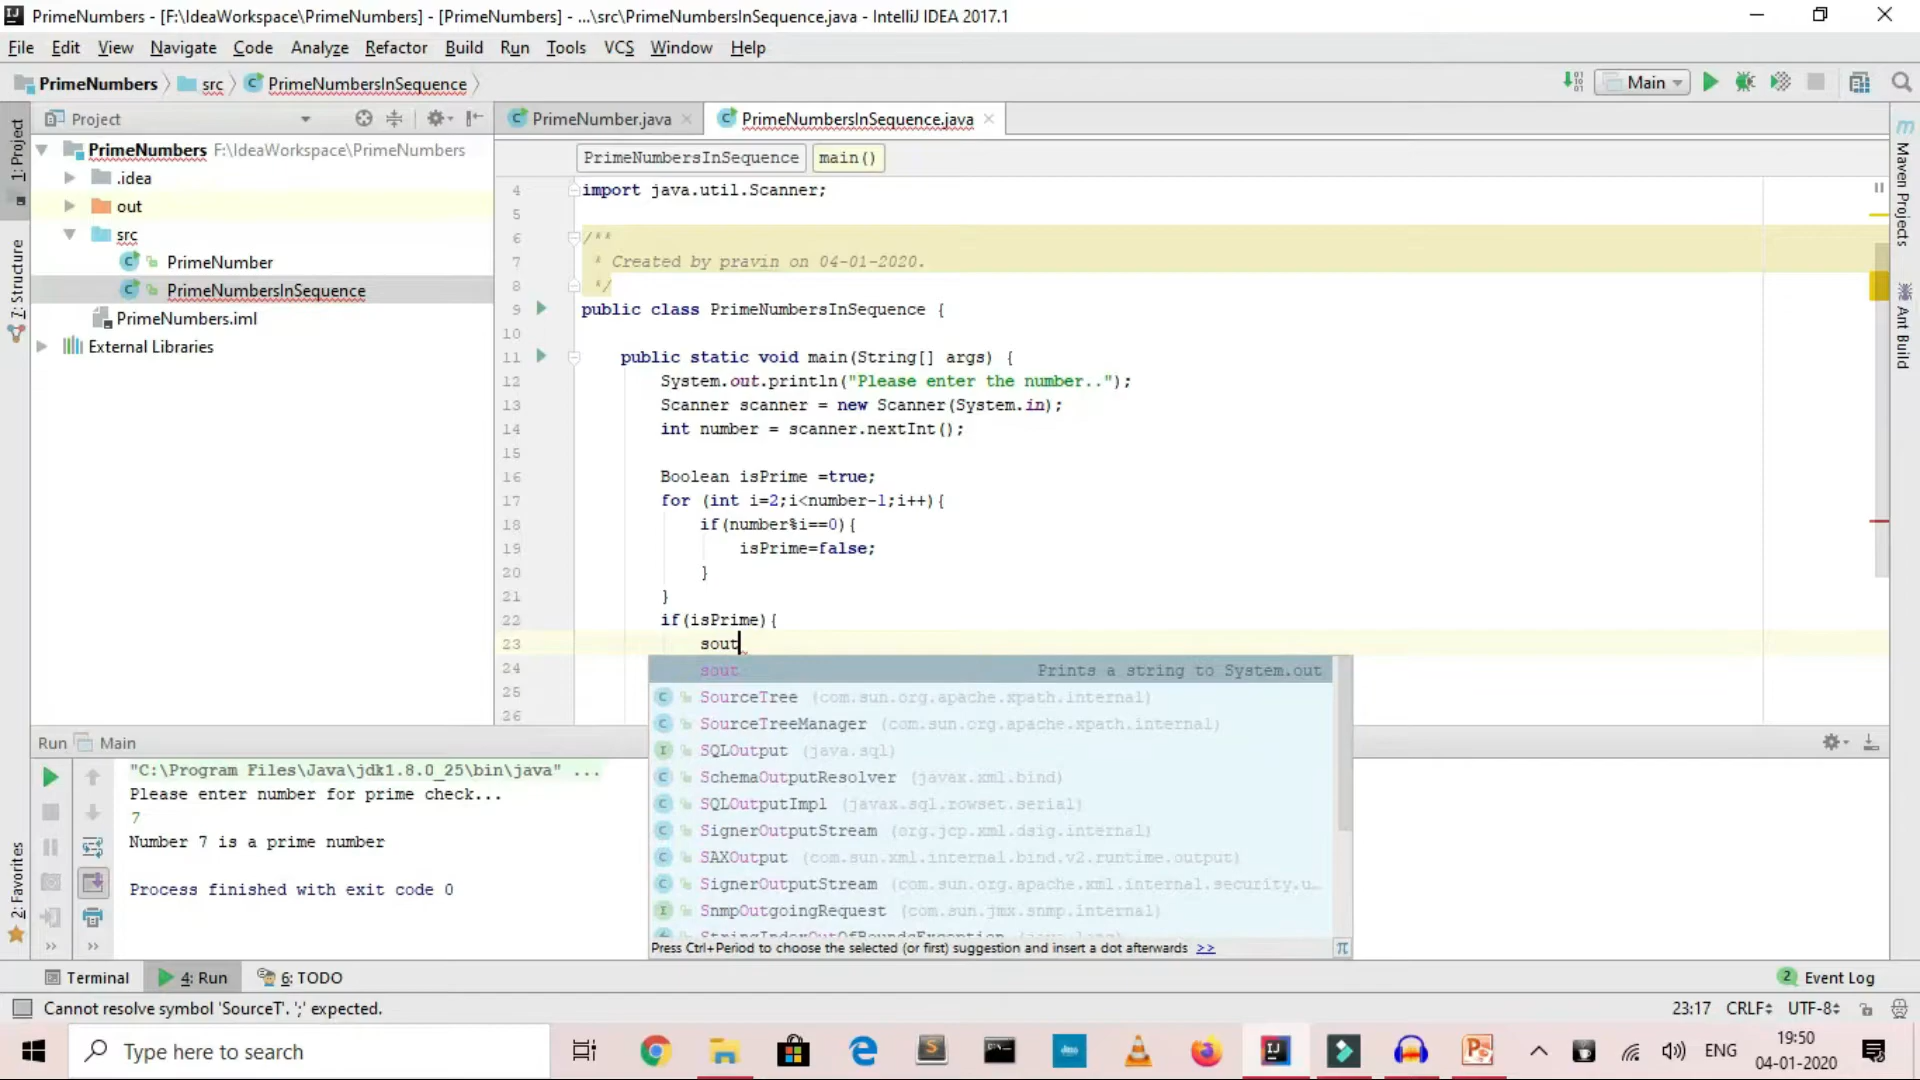 PrimeNumbers - [F:\IdeaWorkspace\PrimeNumbers] - [PrimeNumbers] - ...\src\PrimeNumbersInSequence.java - IntelliJ IDEA 2017.1
File Edit View Navigate Code Analyze Refactor Build Run Tools VCS Window Help
PrimeNumbers src PrimeNumbersInSequence Main
Project PrimeNumber.java PrimeNumbersInSequence.java
1: Project
7: Structure
2: Favorites
PrimeNumbers F:\IdeaWorkspace\PrimeNumbers
.idea
out
src
PrimeNumber
PrimeNumbersInSequence
PrimeNumbers.iml
External Libraries
PrimeNumbersInSequence main()
4 import java.util.Scanner;
5
6 /**
7 * Created by pravin on 04-01-2020.
8 */
9 public class PrimeNumbersInSequence {
10
11 public static void main(String[] args) {
12 System.out.println("Please enter the number..");
13 Scanner scanner = new Scanner(System.in);
14 int number = scanner.nextInt();
15
16 Boolean isPrime =true;
17 for (int i=2;i<number-1;i++){
18 if(number%i==0){
19 isPrime=false;
20 }
21 }
22 if(isPrime){
23 sout
24
25
26
sout Prints a string to System.out
SourceTree (com.sun.org.apache.xpath.internal)
SourceTreeManager (com.sun.org.apache.xpath.internal)
SQLOutput (java.sql)
SchemaOutputResolver (javax.xml.bind)
SQLOutputImpl (javax.sql.rowset.serial)
SignerOutputStream (org.jcp.xml.dsig.internal)
SAXOutput (com.sun.xml.internal.bind.v2.runtime.output)
SignerOutputStream (com.sun.org.apache.xml.internal.security.u...
SnmpOutgoingRequest (com.sun.jmx.snmp.internal)
StringIndexOutOfBoundsException (java.lang)
Press Ctrl+Period to choose the selected (or first) suggestion and insert a dot afterwards >>
Maven Projects
Ant Build
Run Main
"C:\Program Files\Java\jdk1.8.0_25\bin\java" ...
Please enter number for prime check...
7
Number 7 is a prime number
Process finished with exit code 0
Terminal 4: Run 6: TODO 2 Event Log
Cannot resolve symbol 'SourceT'. ';' expected. 23:17 CRLF UTF-8
Type here to search
ENG
19:50
04-01-2020